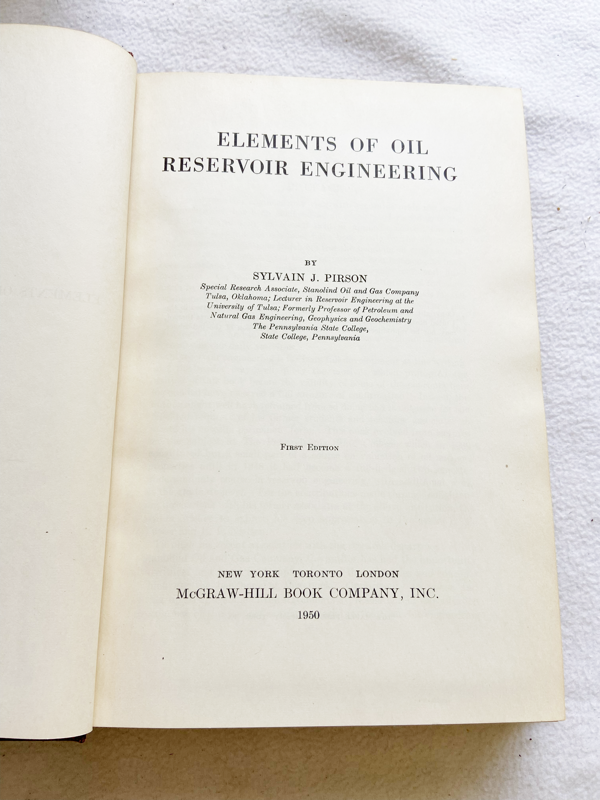 ELEMENTS OF OIL
RESERVOIR ENGINEERING
BY
SYLVAIN J. PIRSON
Special Research Associate, Stanolind Oil and Gas Company
Tulsa, Oklahoma; Lecturer in Reservoir Engineering at the
University of Tulsa; Formerly Professor of Petroleum and
Natural Gas Engineering, Geophysics and Geochemistry
The Pennsylvania State College,
State College, Pennsylvania
First Edition
NEW YORK TORONTO LONDON
McGRAW-HILL BOOK COMPANY, INC.
1950